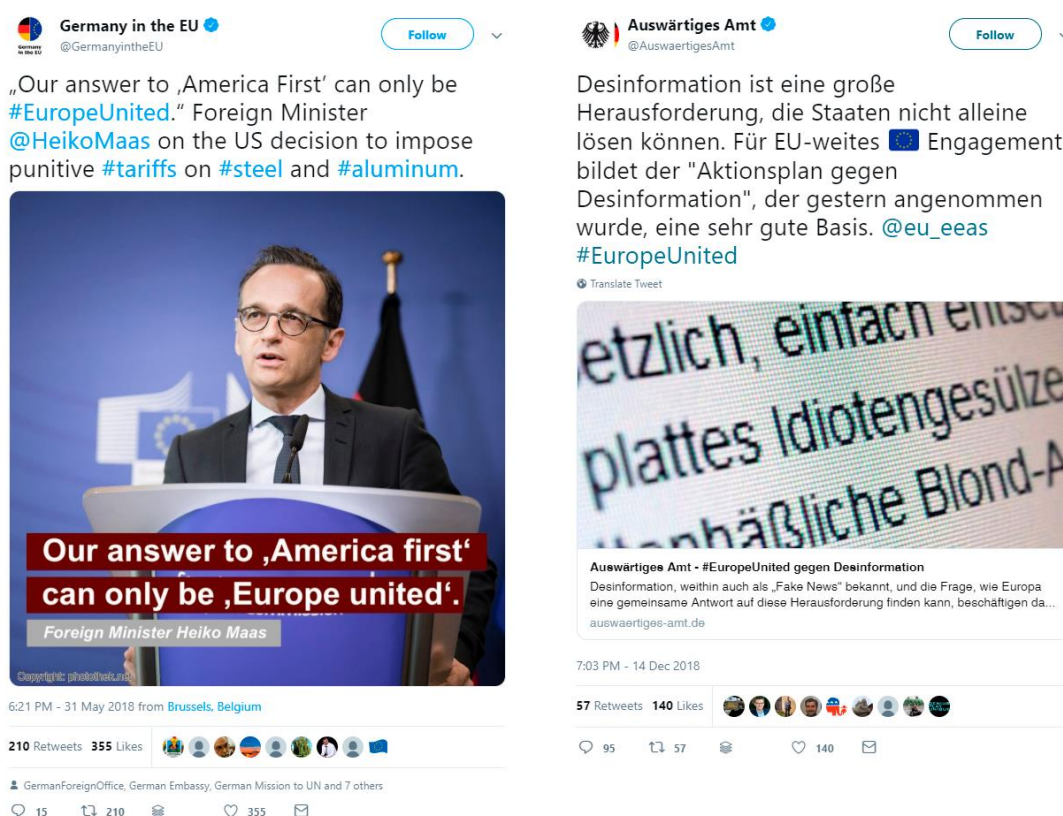 Germany in the EU
@GermanyintheEU
Follow
„Our answer to ‚America First' can only be
#EuropeUnited.“ Foreign Minister
@HeikoMaas on the US decision to impose
punitive #tariffs on #steel and #aluminum.
Our answer to ‚America first‘
can only be ‚Europe united‘.
Foreign Minister Heiko Maas
Copyright: photothek.net
6:21 PM - 31 May 2018 from Brussels, Belgium
210 Retweets 355 Likes
GermanForeignOffice, German Embassy, German Mission to UN and 7 others
15 210 355
Auswärtiges Amt
@AuswaertigesAmt
Follow
Desinformation ist eine große
Herausforderung, die Staaten nicht alleine
lösen können. Für EU-weites Engagement
bildet der "Aktionsplan gegen
Desinformation", der gestern angenommen
wurde, eine sehr gute Basis. @eu_eeas
#EuropeUnited
Translate Tweet
etzlich, einfach
plattes Idiotengesülze
häßliche Blond-A
Auswärtiges Amt - #EuropeUnited gegen Desinformation
Desinformation, weithin auch als „Fake News“ bekannt, und die Frage, wie Europa
eine gemeinsame Antwort auf diese Herausforderung finden kann, beschäftigen da...
auswaertiges-amt.de
7:03 PM - 14 Dec 2018
57 Retweets 140 Likes
95 57 140